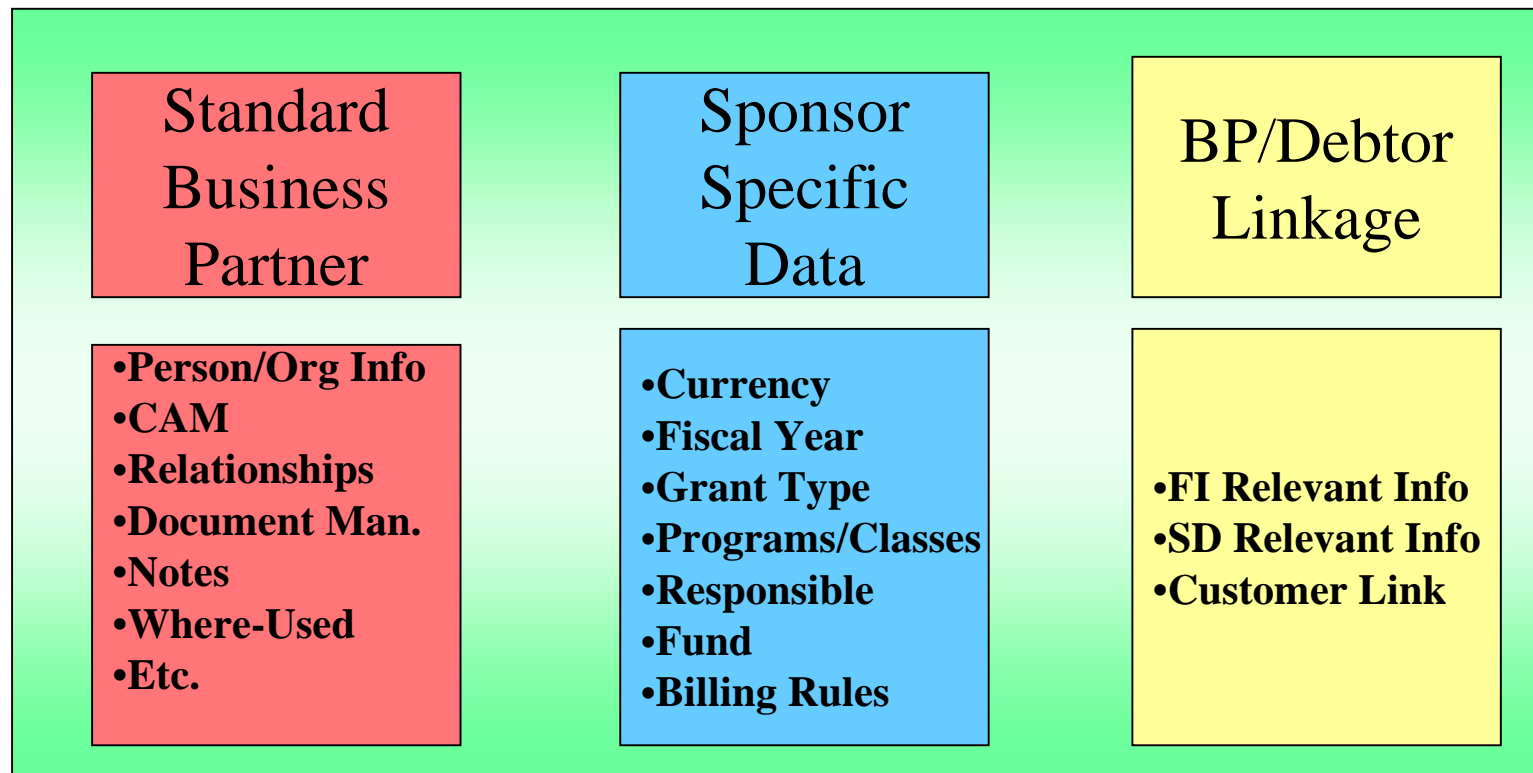 Standard
Business
Partner
•Person/Org Info
•CAM
•Relationships
•Document Man.
•Notes
•Where-Used
•Etc.
Sponsor
Specific
Data
•Currency
•Fiscal Year
•Grant Type
•Programs/Classes
•Responsible
•Fund
•Billing Rules
BP/Debtor
Linkage
•FI Relevant Info
•SD Relevant Info
•Customer Link